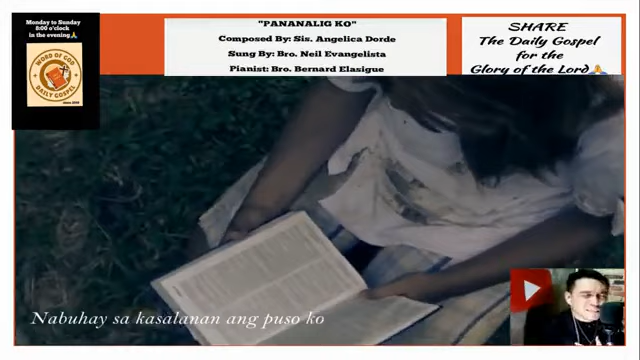 Monday to Sunday
8:00 o'clock
in the evening🙏
WORD OF GOD
DAILY GOSPEL
"PANANALIG KO"
Composed By: Sis. Angelica Dorde
Sung By: Bro. Neil Evangelista
Pianist: Bro. Bernard Elasigue
SHARE
The Daily Gospel
for the
Glory of the Lord🙏
Nabuhay sa kasalanan ang puso ko